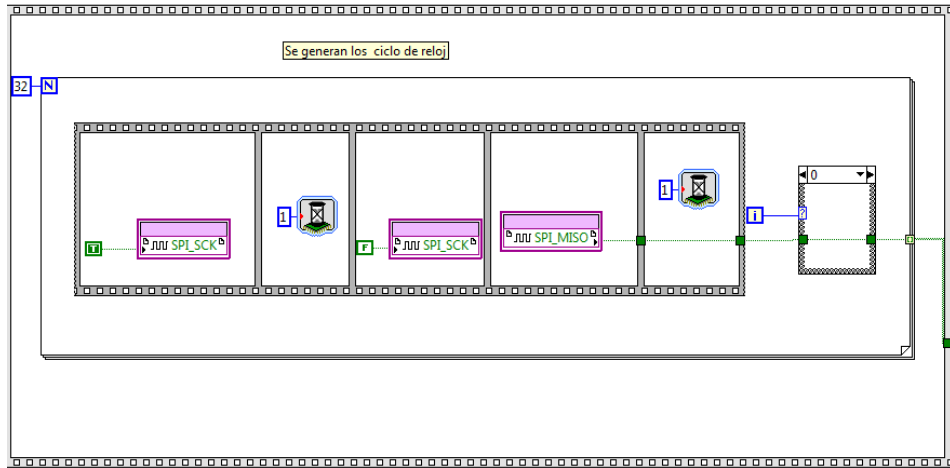 Se generan los  ciclo de reloj
32 N
T SPI_SCK
1
F SPI_SCK
SPI_MISO
1
i
0
?